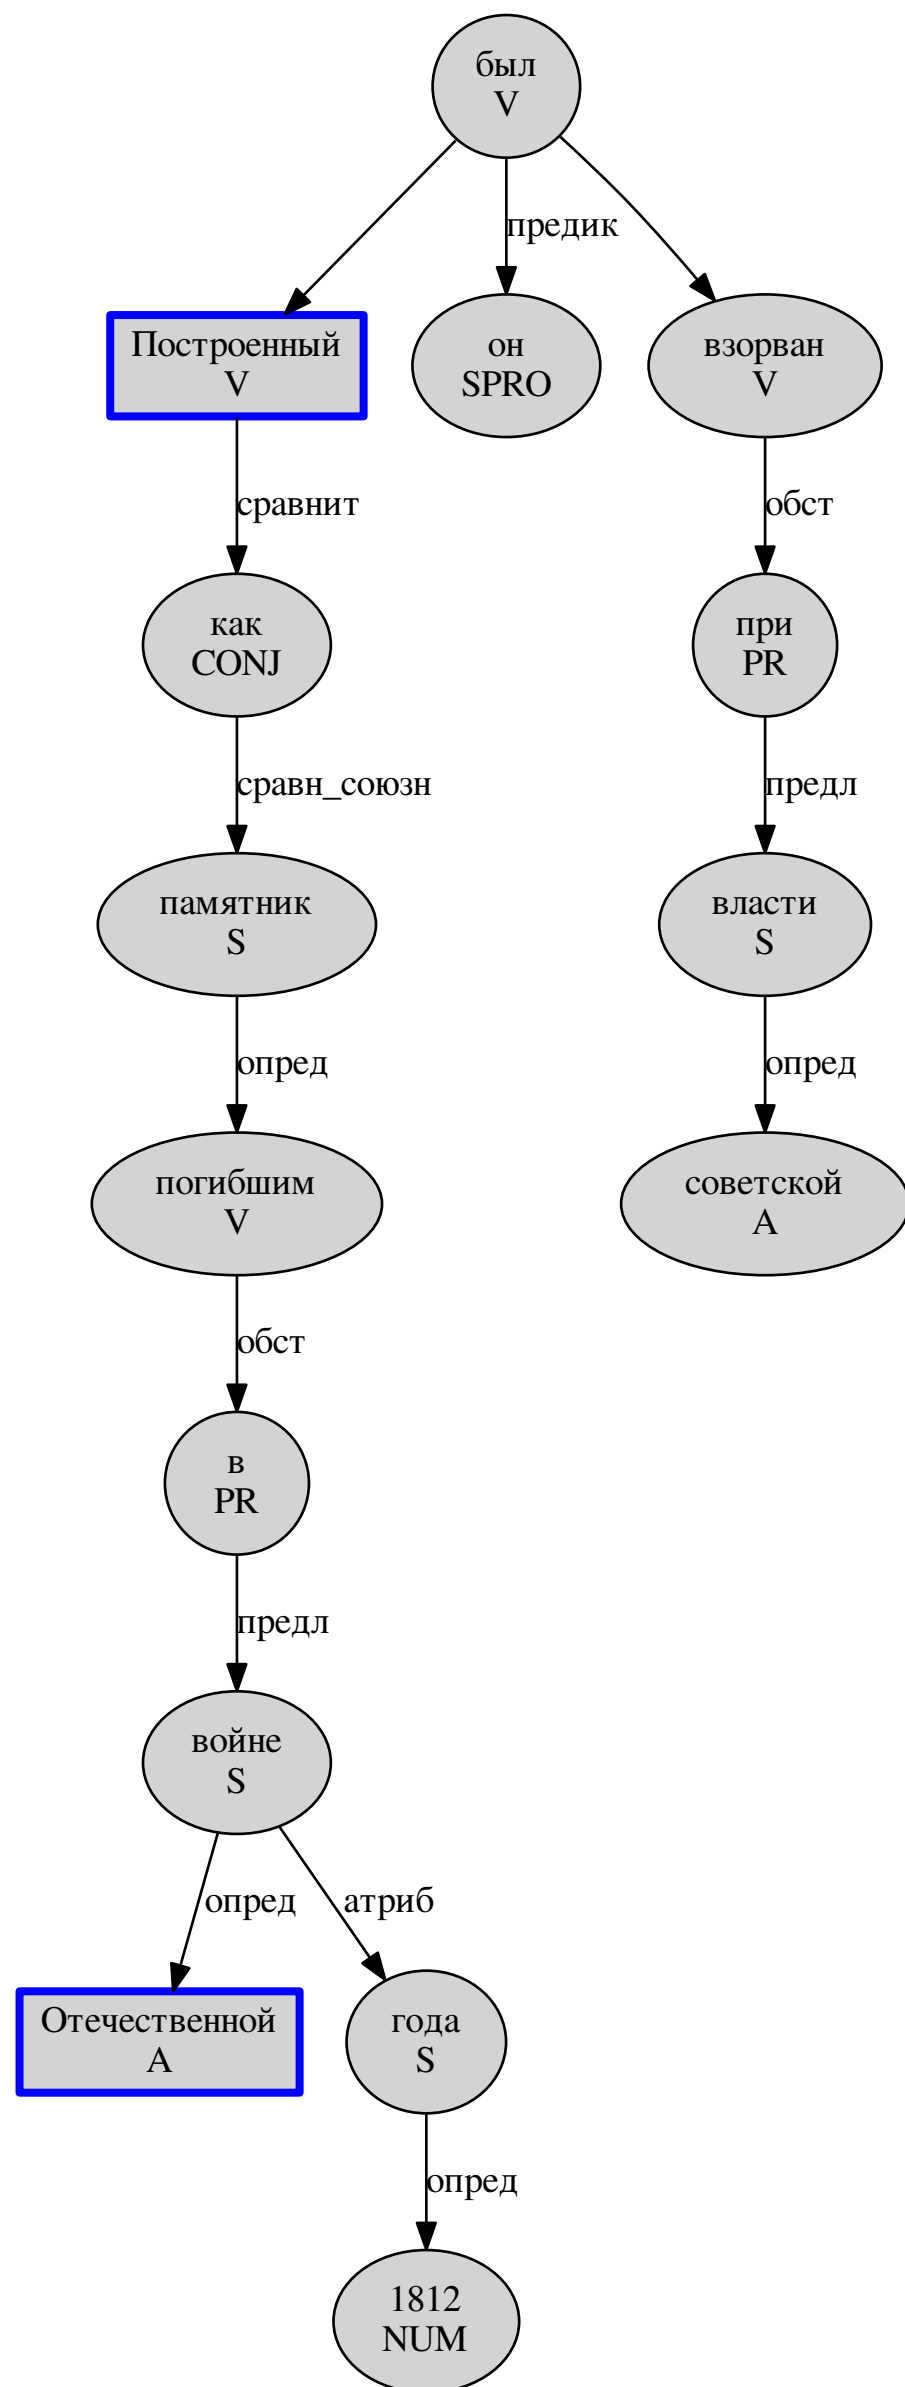 был
V
предик
Построенный
V
он
SPRO
взорван
V
сравнит
обст
как
CONJ
при
PR
сравн_союзн
предл
памятник
S
власти
S
опред
опред
погибшим
V
советской
A
обст
в
PR
предл
войне
S
опред
атриб
Отечественной
A
года
S
опред
1812
NUM